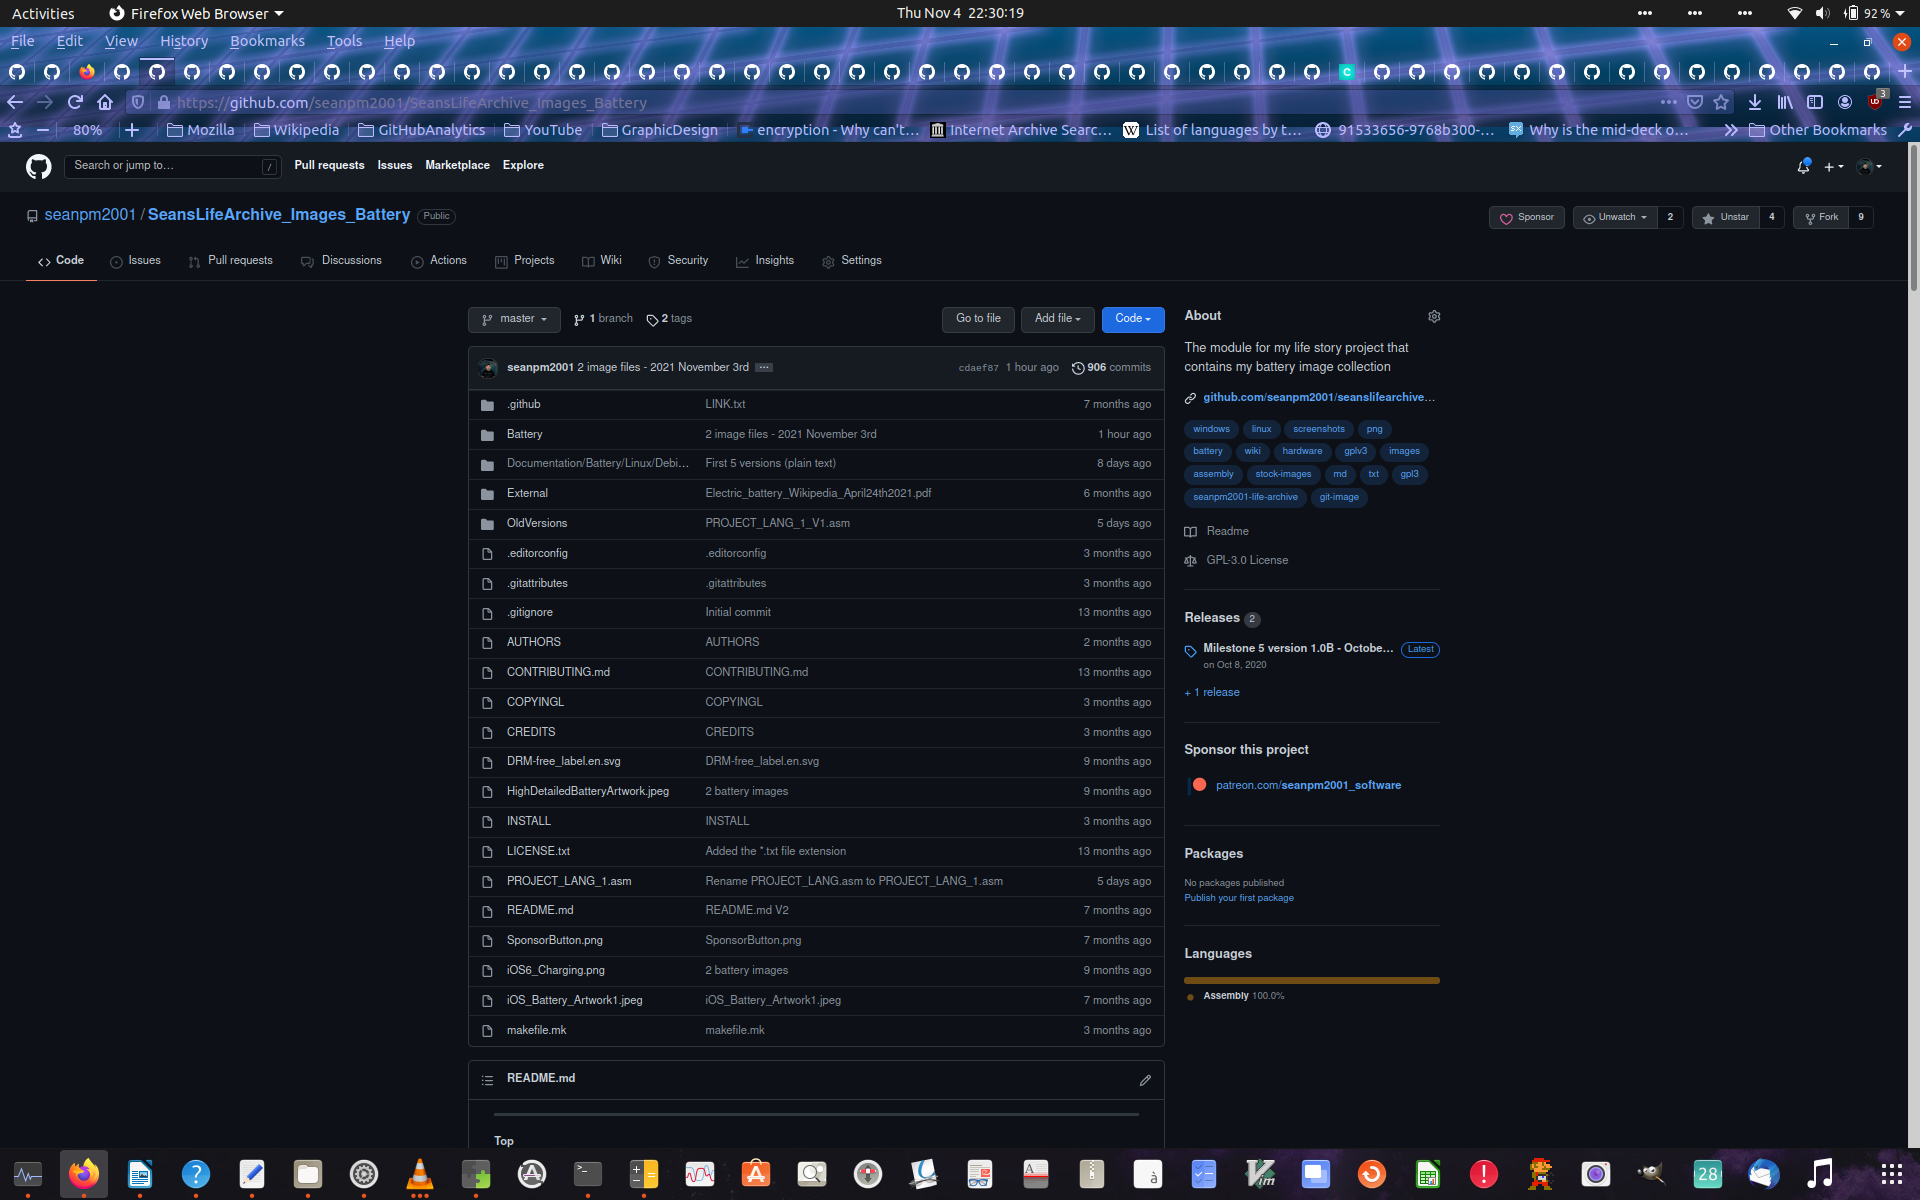 Activities Firefox Web Browser Thu Nov 4 22:30:19 92 %
File Edit View History Bookmarks Tools Help
https://github.com/seanpm2001/SeansLifeArchive_Images_Battery 3
80% Mozilla Wikipedia GitHubAnalytics YouTube GraphicDesign encryption - Why can't… Internet Archive Searc… List of languages by t… 91533656-9768b300-… Why is the mid-deck o… Other Bookmarks
Search or jump to… / Pull requests Issues Marketplace Explore
seanpm2001 / SeansLifeArchive_Images_Battery Public Sponsor Unwatch 2 Unstar 4 Fork 9
Code Issues Pull requests Discussions Actions Projects Wiki Security Insights Settings
master 1 branch 2 tags Go to file Add file Code
seanpm2001 2 image files - 2021 November 3rd … cdaef87 1 hour ago 906 commits
.github LINK.txt 7 months ago
Battery 2 image files - 2021 November 3rd 1 hour ago
Documentation/Battery/Linux/Debi… First 5 versions (plain text) 8 days ago
External Electric_battery_Wikipedia_April24th2021.pdf 6 months ago
OldVersions PROJECT_LANG_1_V1.asm 5 days ago
.editorconfig .editorconfig 3 months ago
.gitattributes .gitattributes 3 months ago
.gitignore Initial commit 13 months ago
AUTHORS AUTHORS 2 months ago
CONTRIBUTING.md CONTRIBUTING.md 13 months ago
COPYINGL COPYINGL 3 months ago
CREDITS CREDITS 3 months ago
DRM-free_label.en.svg DRM-free_label.en.svg 9 months ago
HighDetailedBatteryArtwork.jpeg 2 battery images 9 months ago
INSTALL INSTALL 3 months ago
LICENSE.txt Added the *.txt file extension 13 months ago
PROJECT_LANG_1.asm Rename PROJECT_LANG.asm to PROJECT_LANG_1.asm 5 days ago
README.md README.md V2 7 months ago
SponsorButton.png SponsorButton.png 7 months ago
iOS6_Charging.png 2 battery images 9 months ago
iOS_Battery_Artwork1.jpeg iOS_Battery_Artwork1.jpeg 7 months ago
makefile.mk makefile.mk 3 months ago
README.md
Top
About
The module for my life story project that
contains my battery image collection
github.com/seanpm2001/seanslifearchive…
windows linux screenshots png
battery wiki hardware gplv3 images
assembly stock-images md txt gpl3
seanpm2001-life-archive git-image
Readme
GPL-3.0 License
Releases 2
Milestone 5 version 1.0B - Octobe… Latest
on Oct 8, 2020
+ 1 release
Sponsor this project
patreon.com/seanpm2001_software
Packages
No packages published
Publish your first package
Languages
Assembly 100.0%
28